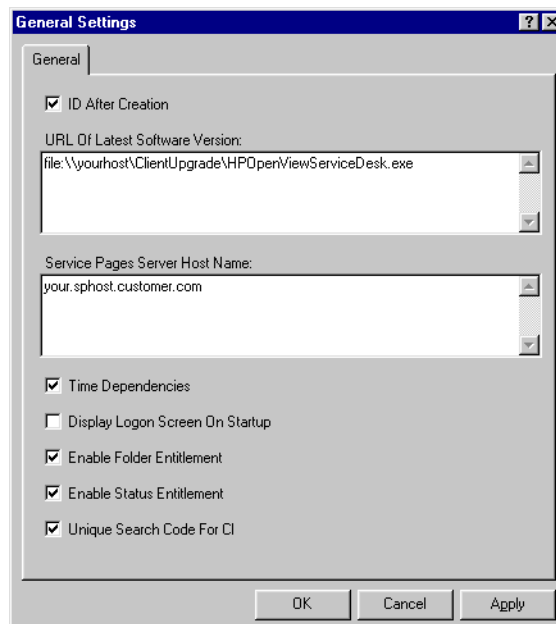 General Settings
General
ID After Creation
URL Of Latest Software Version:
file:\\yourhost\ClientUpgrade\HPOpenViewServiceDesk.exe
Service Pages Server Host Name:
your.sphost.customer.com
Time Dependencies
Display Logon Screen On Startup
Enable Folder Entitlement
Enable Status Entitlement
Unique Search Code For CI
OK Cancel Apply